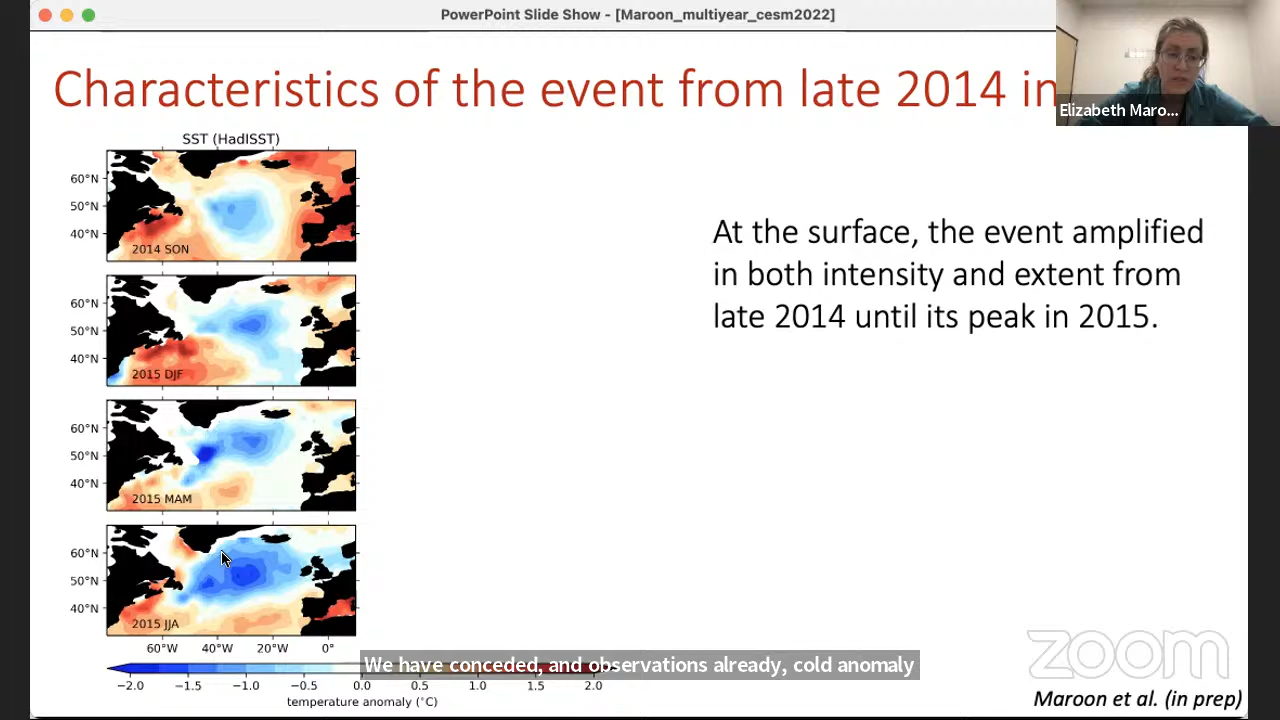 PowerPoint Slide Show - [Maroon_multiyear_cesm2022]
Characteristics of the event from late 2014 in
Elizabeth Maro...
SST (HadISST)
60°N
50°N
40°N
2014 SON
60°N
50°N
40°N
2015 DJF
60°N
50°N
40°N
2015 MAM
60°N
50°N
40°N
2015 JJA
60°W 40°W 20°W 0°
−2.0 −1.5 −1.0 −0.5 0.0 0.5 1.0 1.5 2.0
temperature anomaly (°C)
At the surface, the event amplified
in both intensity and extent from
late 2014 until its peak in 2015.
We have conceded, and observations already, cold anomaly
zoom
Maroon et al. (in prep)